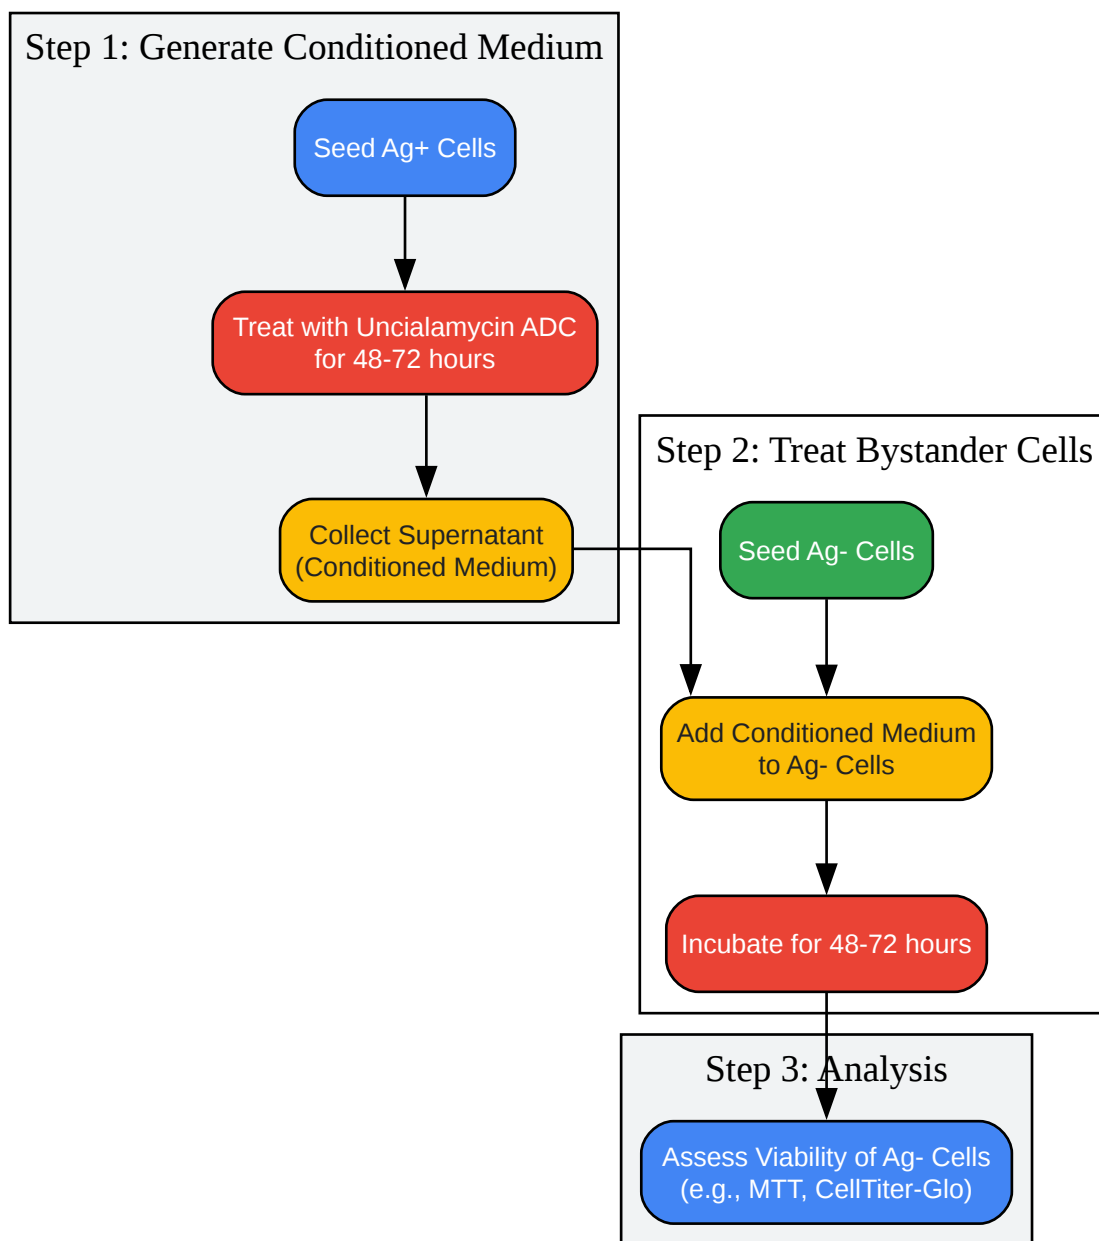 Step 1: Generate Conditioned Medium
Seed Ag+ Cells
Treat with Uncialamycin ADC
for 48-72 hours
Collect Supernatant
(Conditioned Medium)
Step 2: Treat Bystander Cells
Seed Ag- Cells
Add Conditioned Medium
to Ag- Cells
Incubate for 48-72 hours
Step 3: Analysis
Assess Viability of Ag- Cells
(e.g., MTT, CellTiter-Glo)